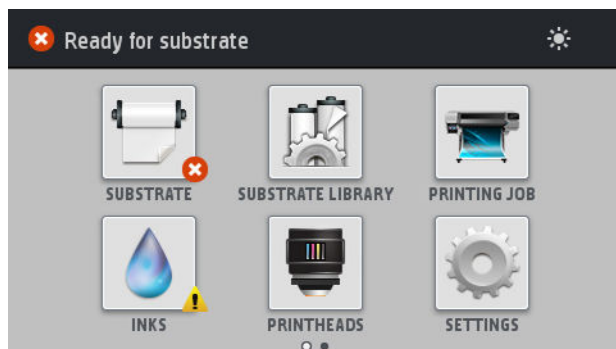 Ready for substrate
SUBSTRATE
SUBSTRATE LIBRARY
PRINTING JOB
INKS
PRINTHEADS
SETTINGS